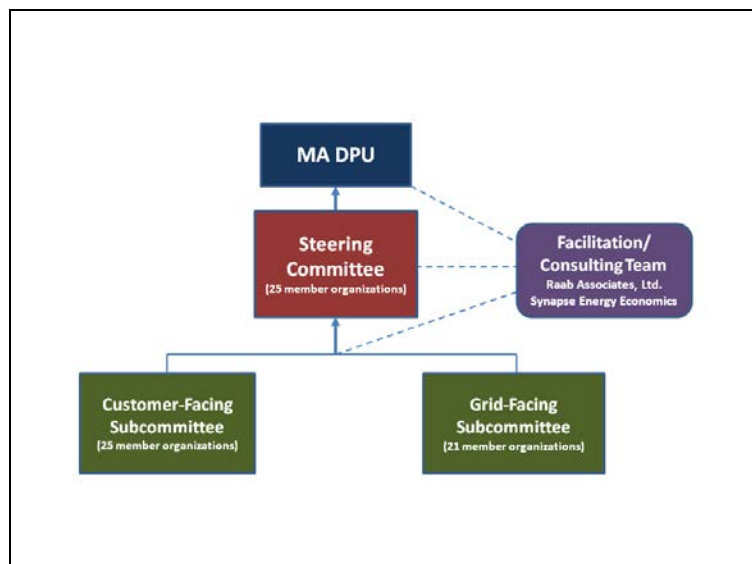 MA DPU
Steering
Committee
(25 member organizations)
Facilitation/
Consulting Team
Raab Associates, Ltd.
Synapse Energy Economics
Customer-Facing
Subcommittee
(25 member organizations)
Grid-Facing
Subcommittee
(21 member organizations)